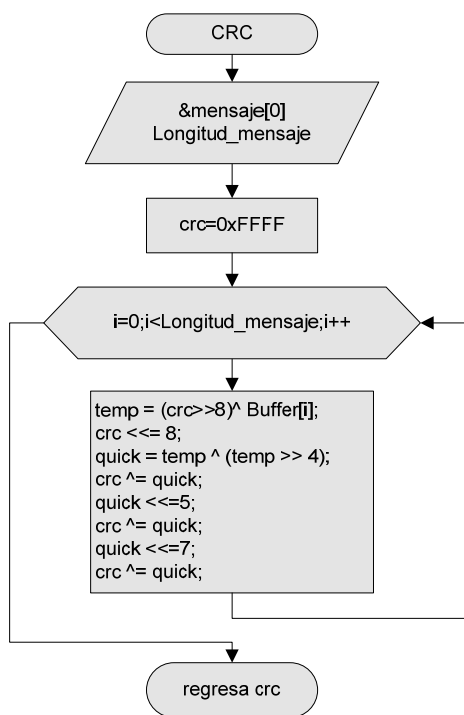 CRC
&mensaje[0]
Longitud_mensaje
crc=0xFFFF
i=0;i<Longitud_mensaje;i++
temp = (crc>>8)^ Buffer[i];
crc <<= 8;
quick = temp ^ (temp >> 4);
crc ^= quick;
quick <<=5;
crc ^= quick;
quick <<=7;
crc ^= quick;
regresa crc